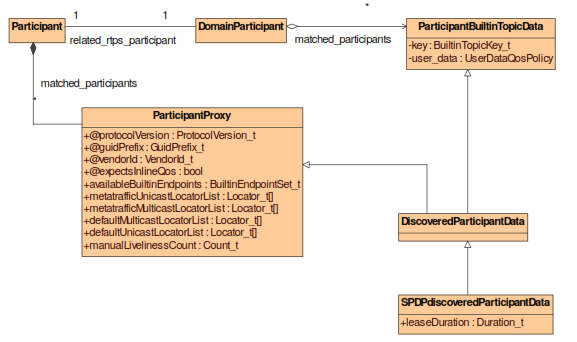 Participant
1
1
related_rtps_participant
DomainParticipant
*
matched_participants
ParticipantBuiltinTopicData
-key : BuiltinTopicKey_t
-user_data : UserDataQosPolicy
matched_participants
*
ParticipantProxy
+@protocolVersion : ProtocolVersion_t
+@guidPrefix : GuidPrefix_t
+@vendorId : VendorId_t
+@expectsInlineQos : bool
+availableBuiltinEndpoints : BuiltinEndpointSet_t
+metatrafficUnicastLocatorList : Locator_t[]
+metatrafficMulticastLocatorList : Locator_t[]
+defaultMulticastLocatorList : Locator_t[]
+defaultUnicastLocatorList : Locator_t[]
+manualLivelinessCount : Count_t
DiscoveredParticipantData
SPDPdiscoveredParticipantData
+leaseDuration : Duration_t